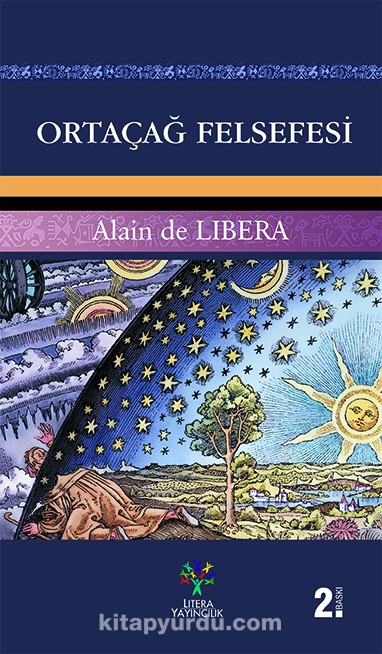 ORTAÇAĞ FELSEFESİ
Alain de LIBERA
LITERA
YAYINCILIK
2.BASKI
kitapyurdu.com